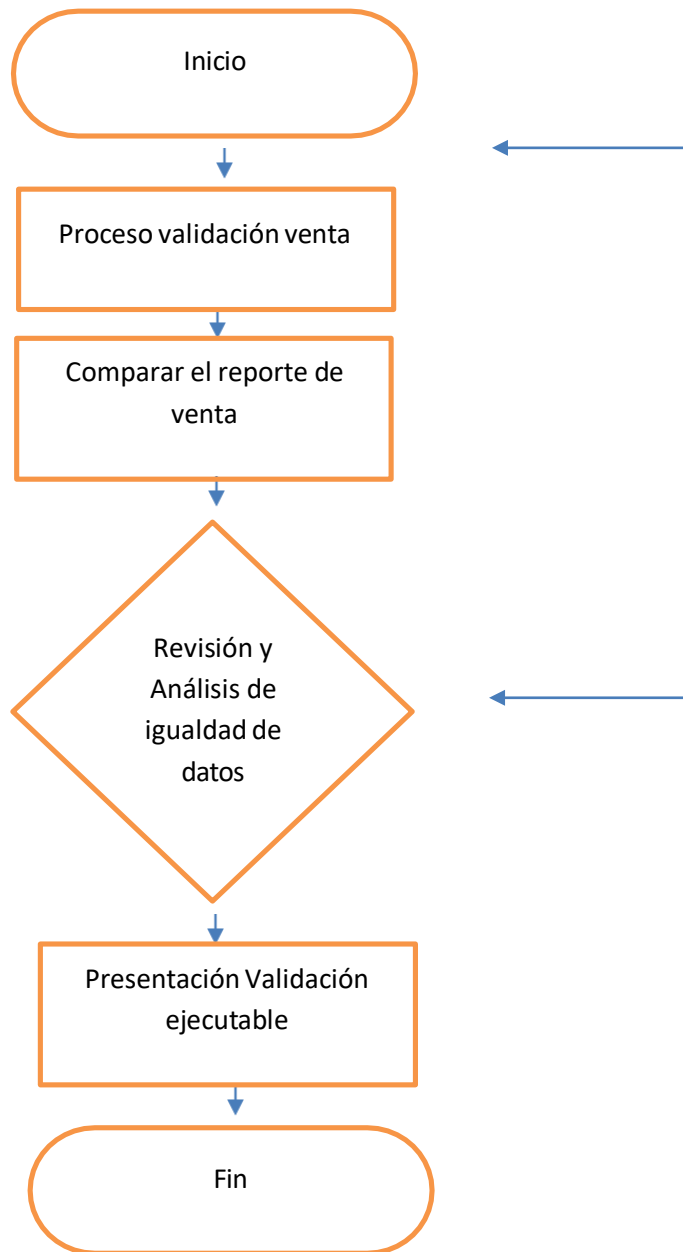 Inicio
Proceso validación venta
Comparar el reporte de
venta
Revisión y
Análisis de
igualdad de
datos
Presentación Validación
ejecutable
Fin